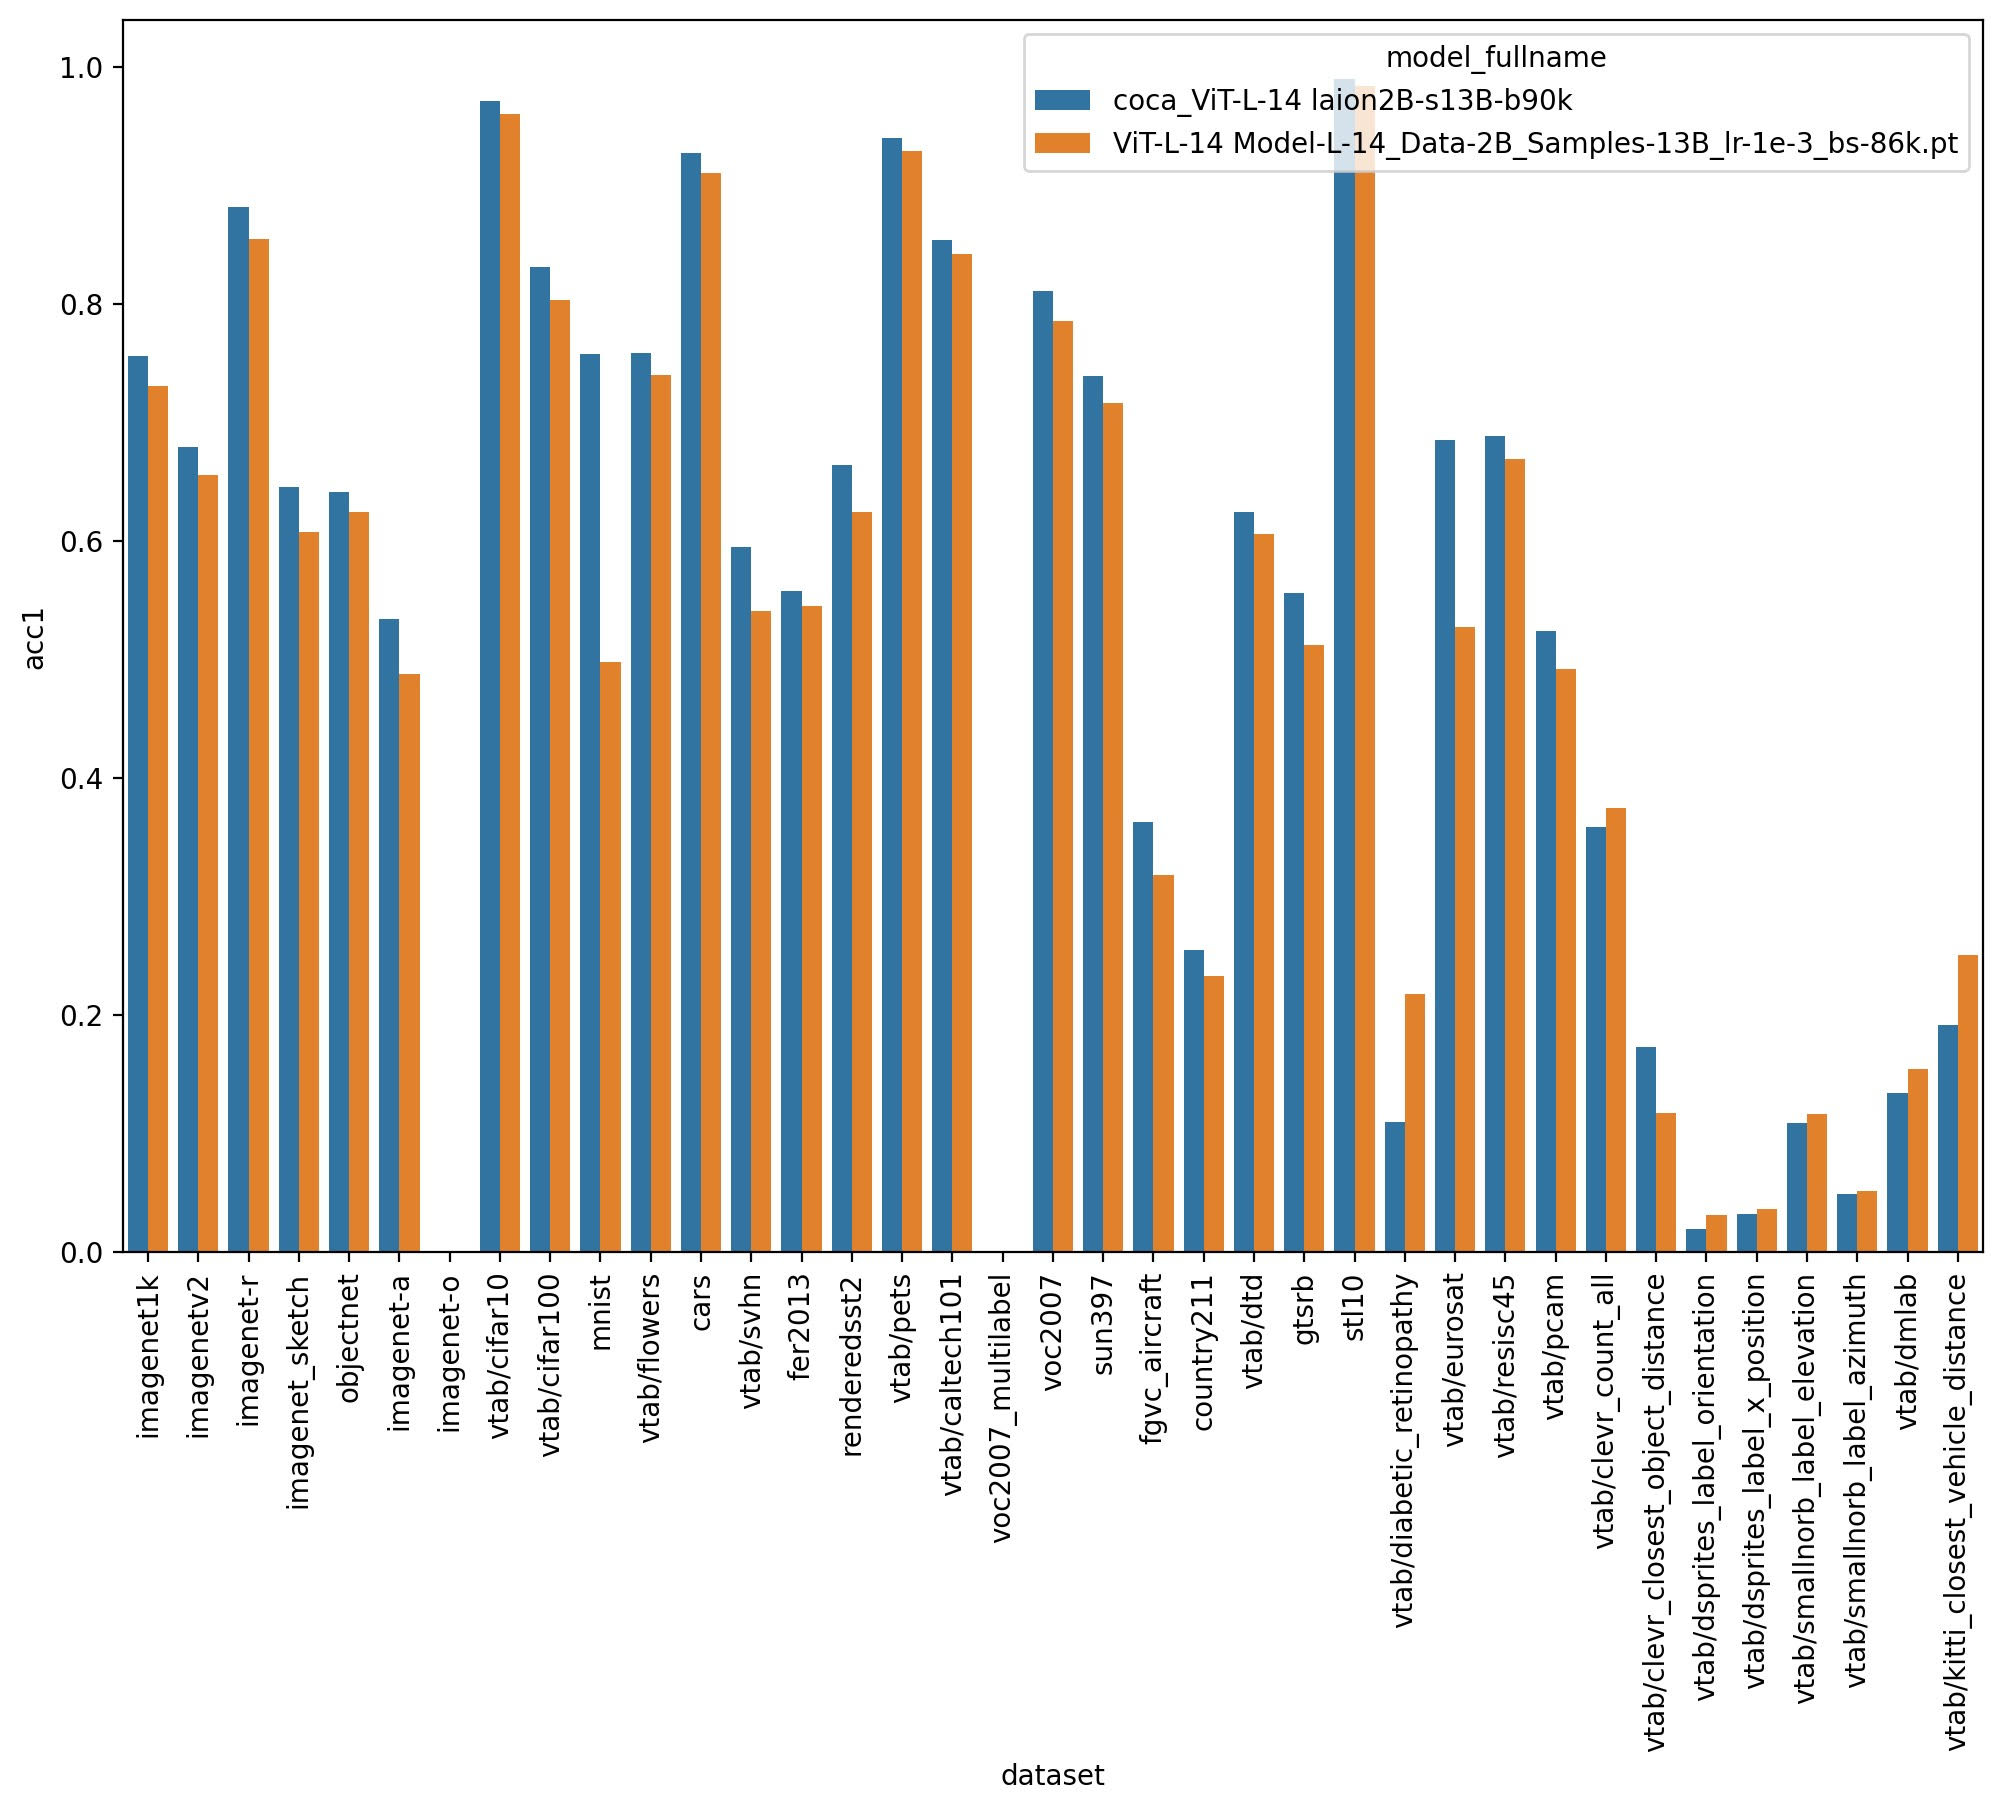 model_fullname
coca_ViT-L-14 laion2B-s13B-b90k
ViT-L-14 Model-L-14_Data-2B_Samples-13B_lr-1e-3_bs-86k.pt
1.0
0.8
0.6
0.4
0.2
0.0
acc1
imagenet1k
imagenetv2
imagenet-r
imagenet_sketch
objectnet
imagenet-a
imagenet-o
vtab/cifar10
vtab/cifar100
mnist
vtab/flowers
cars
vtab/svhn
fer2013
renderedsst2
vtab/pets
vtab/caltech101
voc2007_multilabel
voc2007
sun397
fgvc_aircraft
country211
vtab/dtd
gtsrb
stl10
vtab/diabetic_retinopathy
vtab/eurosat
vtab/resisc45
vtab/pcam
vtab/clevr_count_all
vtab/clevr_closest_object_distance
vtab/dsprites_label_orientation
vtab/dsprites_label_x_position
vtab/smallnorb_label_elevation
vtab/smallnorb_label_azimuth
vtab/dmlab
vtab/kitti_closest_vehicle_distance
dataset